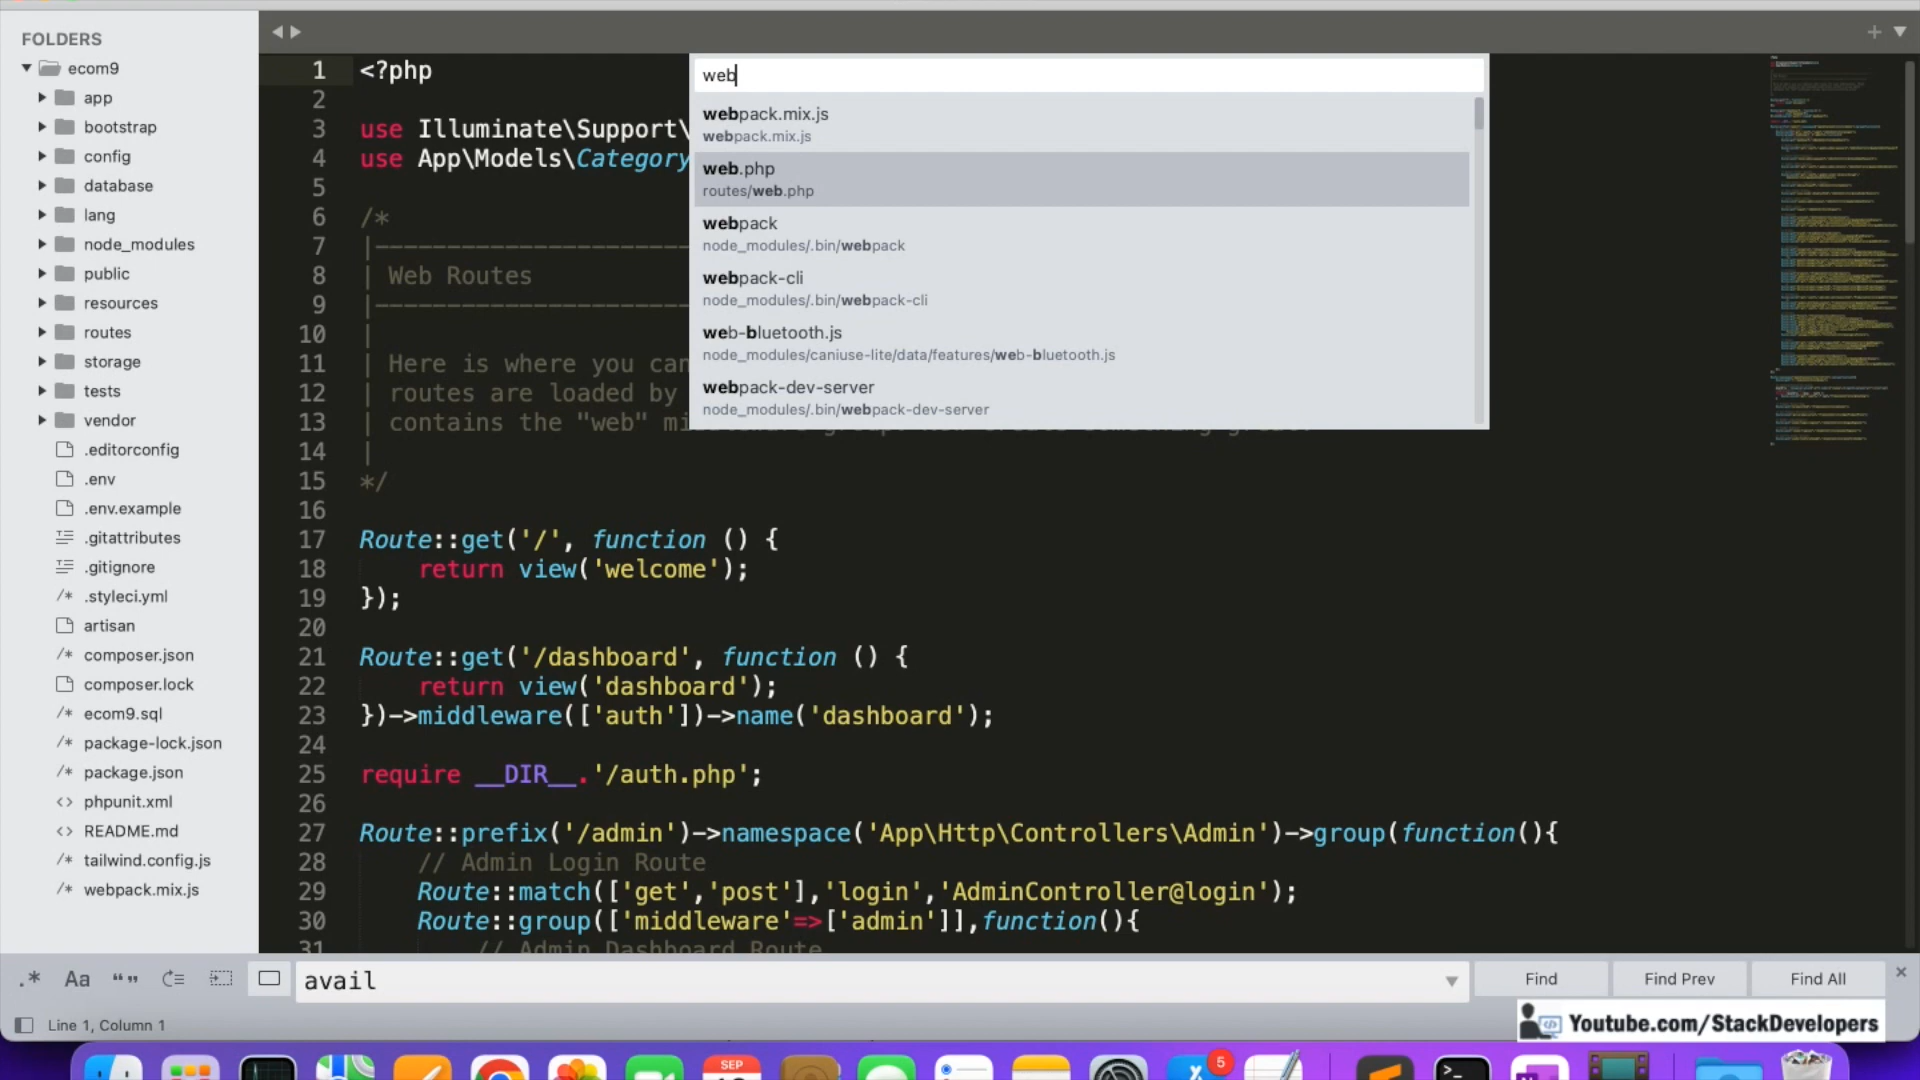 FOLDERS
ecom9
app
bootstrap
config
database
lang
node_modules
public
resources
routes
storage
tests
vendor
.editorconfig
.env
.env.example
.gitattributes
.gitignore
/* .styleci.yml
artisan
/* composer.json
composer.lock
/* ecom9.sql
/* package-lock.json
/* package.json
<> phpunit.xml
<> README.md
/* tailwind.config.js
/* webpack.mix.js
web
webpack.mix.js
webpack.mix.js
web.php
routes/web.php
webpack
node_modules/.bin/webpack
webpack-cli
node_modules/.bin/webpack-cli
web-bluetooth.js
node_modules/caniuse-lite/data/features/web-bluetooth.js
webpack-dev-server
node_modules/.bin/webpack-dev-server
1 <?php
2
3 use Illuminate\Support\
4 use App\Models\Category
5
6 /*
7 |-----------------------
8 | Web Routes
9 |-----------------------
10 |
11 | Here is where you can
12 | routes are loaded by
13 | contains the "web" mi
14 |
15 */
16
17 Route::get('/', function () {
18 return view('welcome');
19 });
20
21 Route::get('/dashboard', function () {
22 return view('dashboard');
23 })->middleware(['auth'])->name('dashboard');
24
25 require __DIR__.'/auth.php';
26
27 Route::prefix('/admin')->namespace('App\Http\Controllers\Admin')->group(function(){
28 // Admin Login Route
29 Route::match(['get','post'],'login','AdminController@login');
30 Route::group(['middleware'=>['admin']],function(){
31 // Admin Dashboard Route
.* Aa “” avail Find Find Prev Find All
Line 1, Column 1
Youtube.com/StackDevelopers
SEP
5